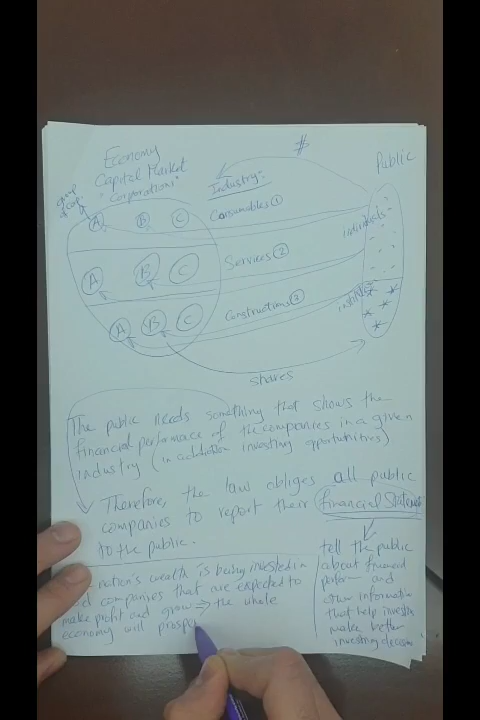 Economy
Capital Market
"Corporations"
group of
A B C
A B C
A B C
$
Industry:-
Consumables ①
Services ②
Construction ③
Public
individuals
shares
The public needs something that shows the
financial performace of the companies in a given
industry (in addition investing opportunities)
Therefore, the law obliges all public
companies to report their financial Statements
to the public.
nation's wealth is being invested in
companies that are expected to
make profit and grow ⇒ the whole
economy will prosper
tell the public
about financial
and
other information
that help investors
make better
investing decisions